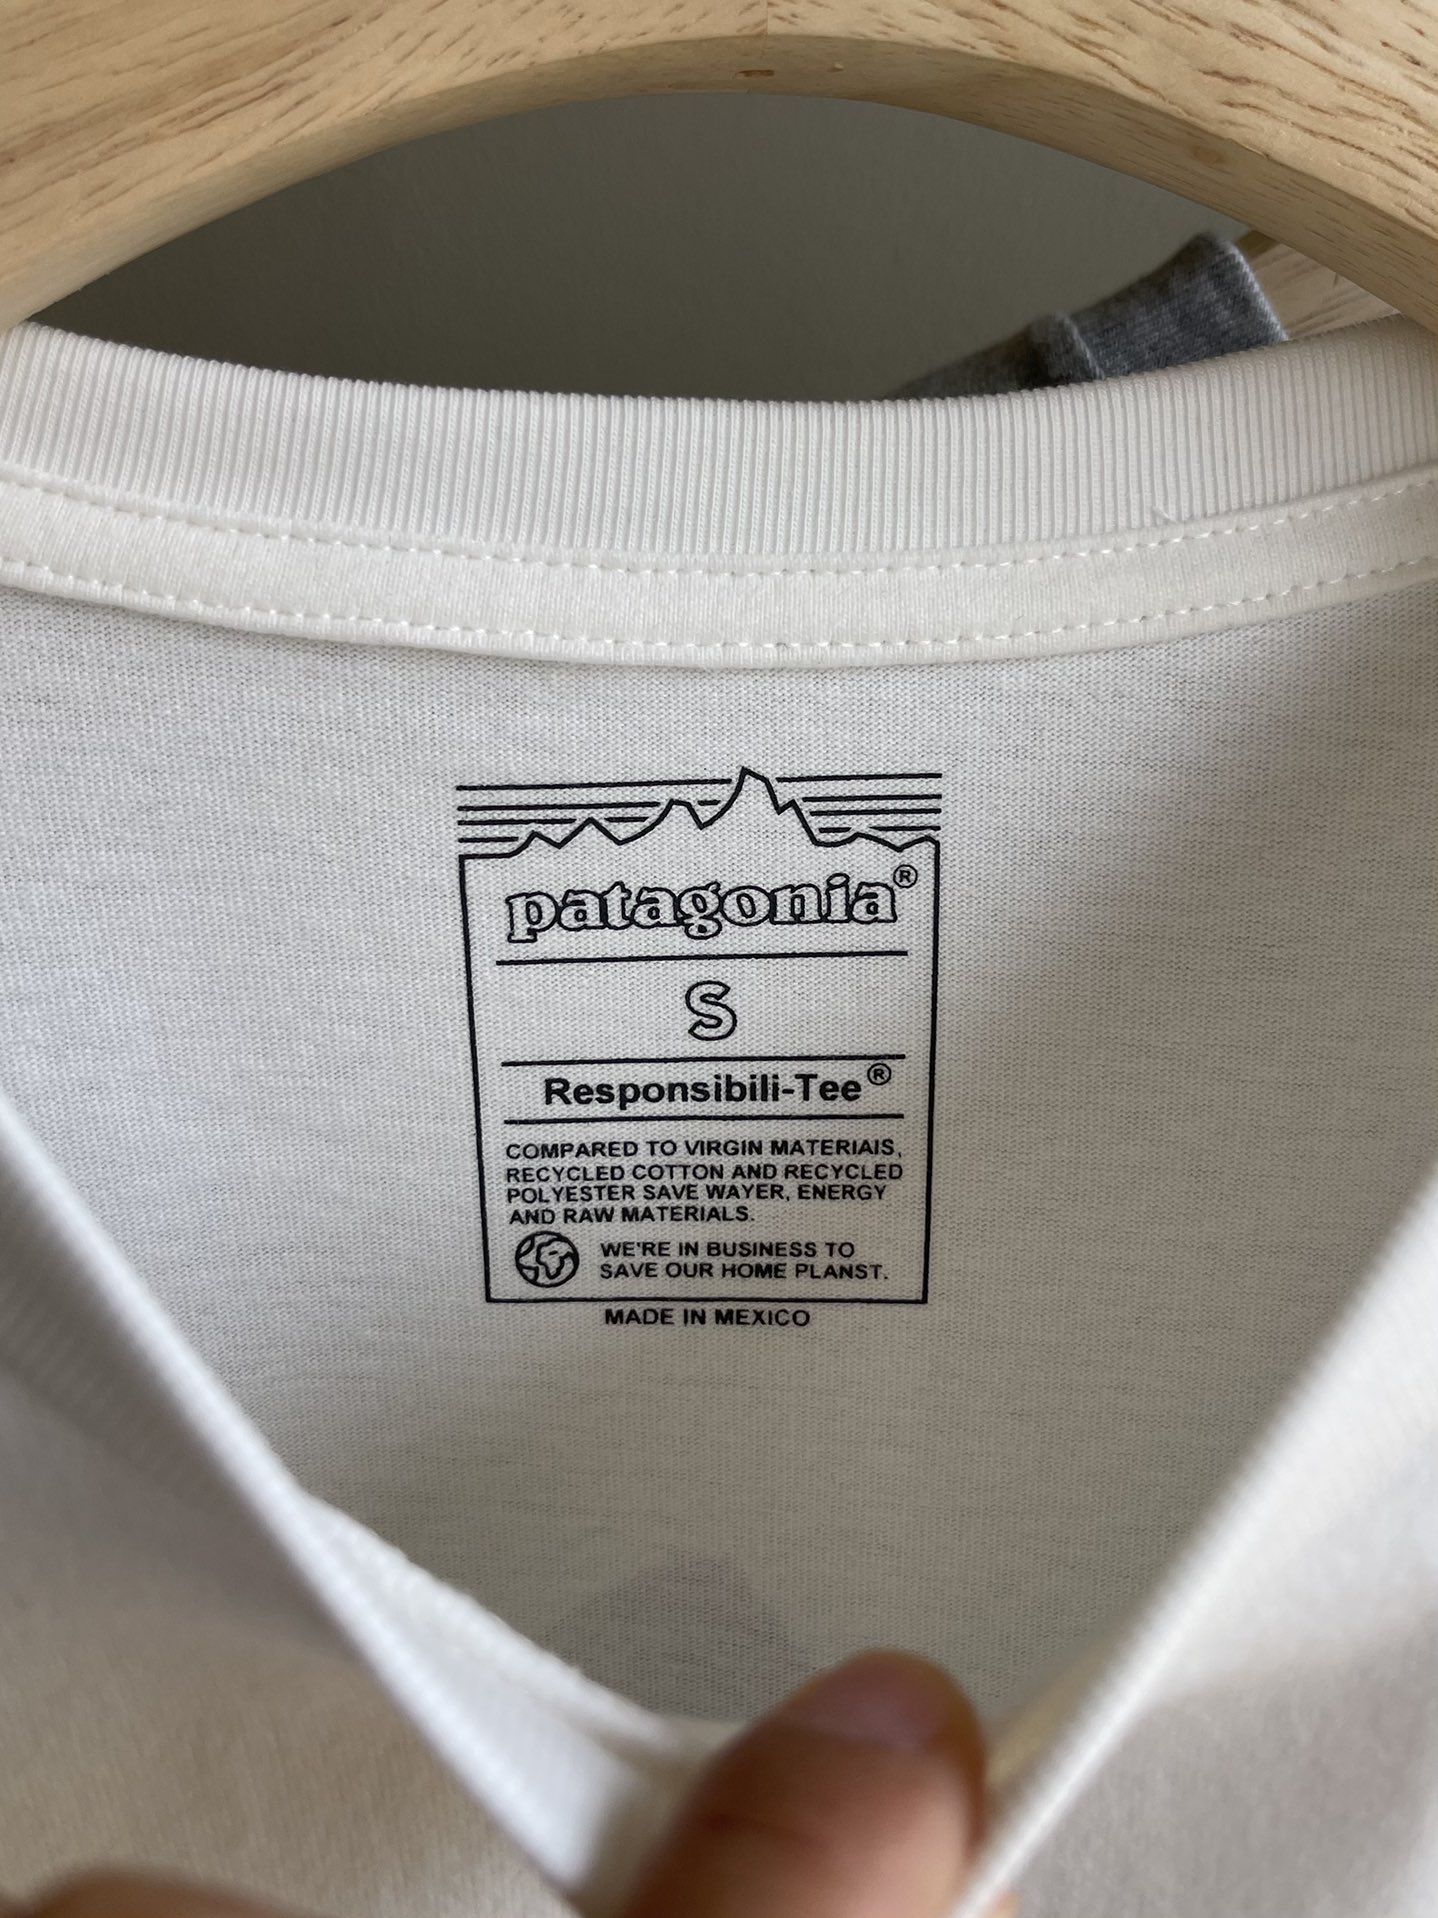 patagonia®
S
Responsibili-Tee®
COMPARED TO VIRGIN MATERIAIS,
RECYCLED COTTON AND RECYCLED
POLYESTER SAVE WAYER, ENERGY
AND RAW MATERIALS.
WE'RE IN BUSINESS TO
SAVE OUR HOME PLANST.
MADE IN MEXICO